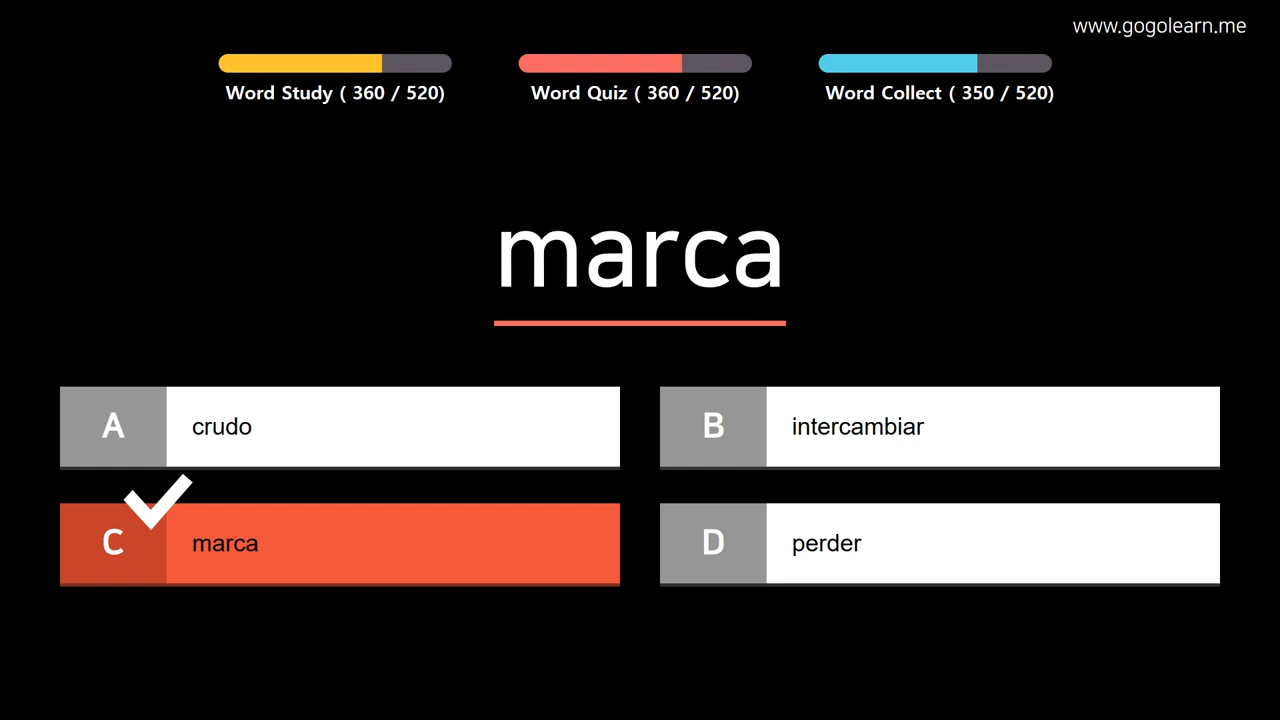 www.gogolearn.me
Word Study ( 360 / 520)
Word Quiz ( 360 / 520)
Word Collect ( 350 / 520)
marca
A crudo
B intercambiar
C marca
D perder